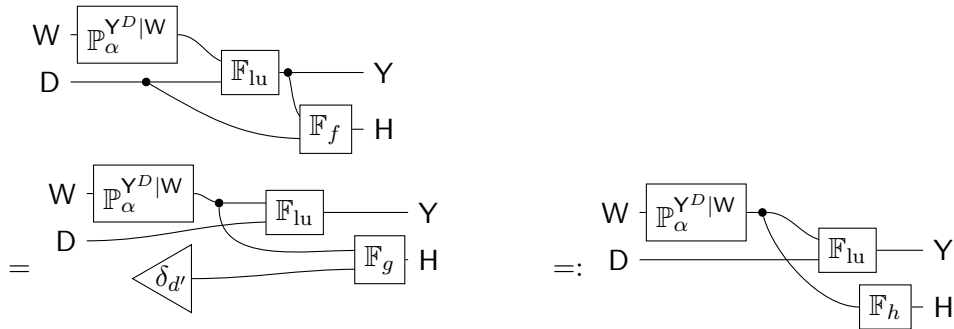 W ℙ_α^{Y^D|W} 𝔽_lu Y
D 𝔽_f H
W ℙ_α^{Y^D|W} 𝔽_lu Y
D 𝔽_g H
= δ_{d'}
W ℙ_α^{Y^D|W}
=: D 𝔽_lu Y
𝔽_h H